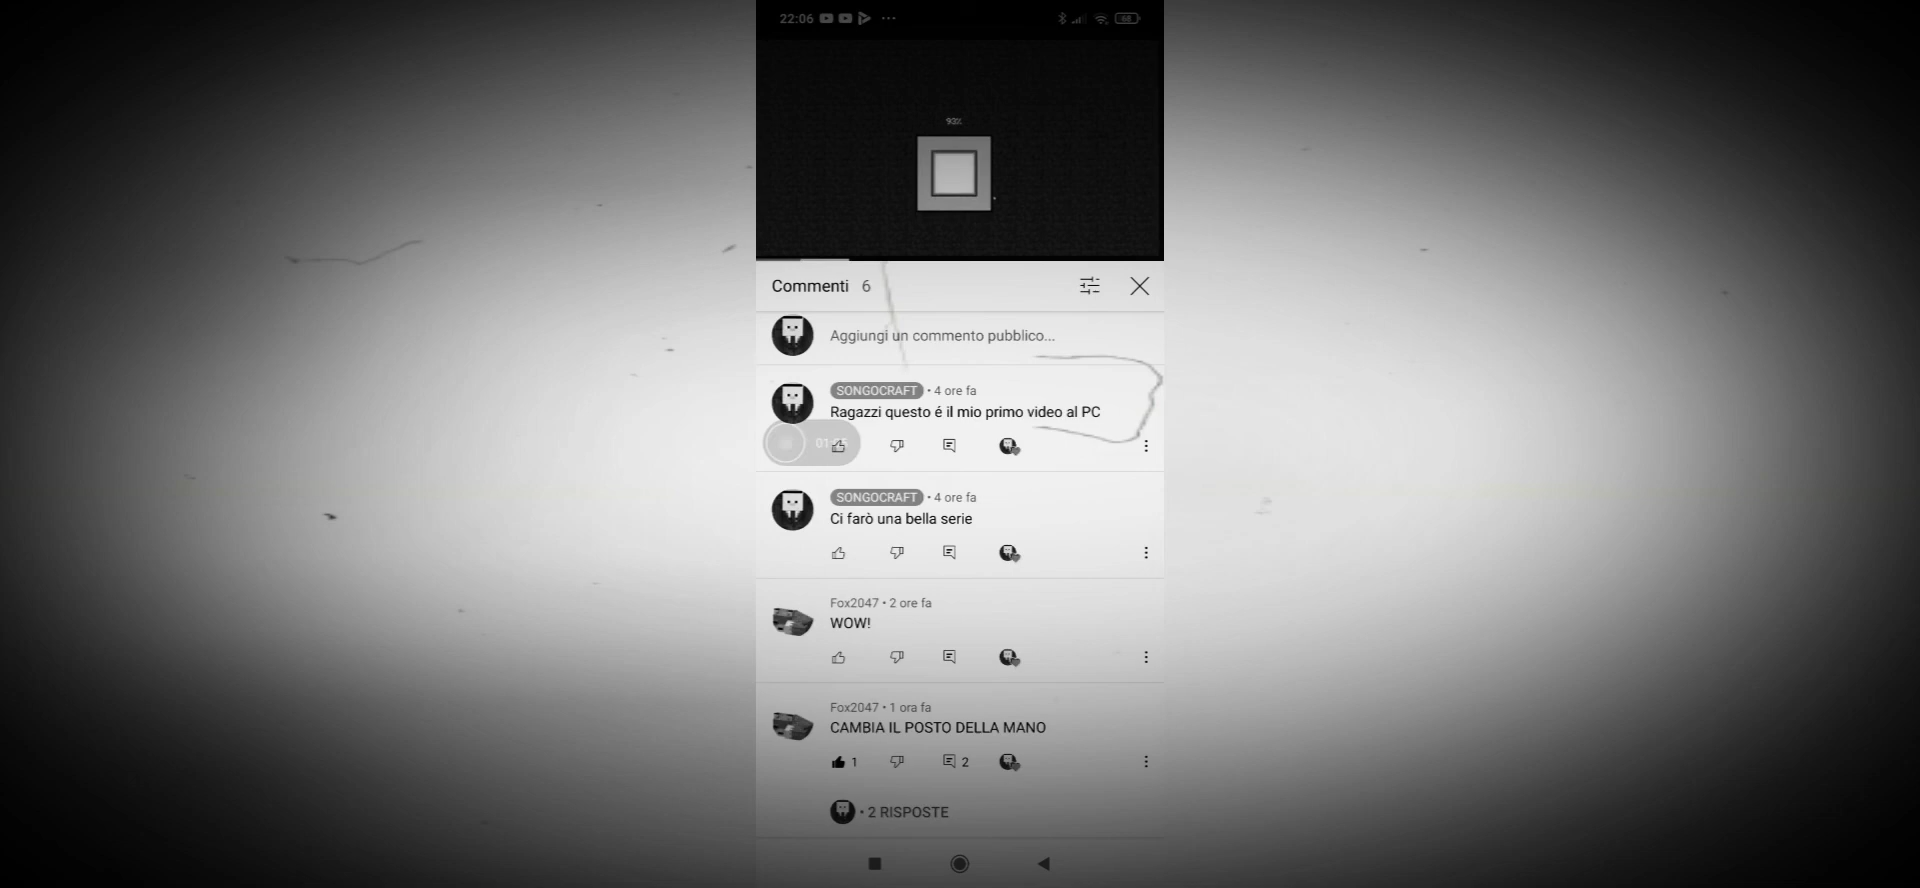 22:06
68
93%
Commenti 6
Aggiungi un commento pubblico...
SONGOCRAFT • 4 ore fa
Ragazzi questo é il mio primo video al PC
SONGOCRAFT • 4 ore fa
Ci farò una bella serie
Fox2047 • 2 ore fa
WOW!
Fox2047 • 1 ora fa
CAMBIA IL POSTO DELLA MANO
1 2
• 2 RISPOSTE